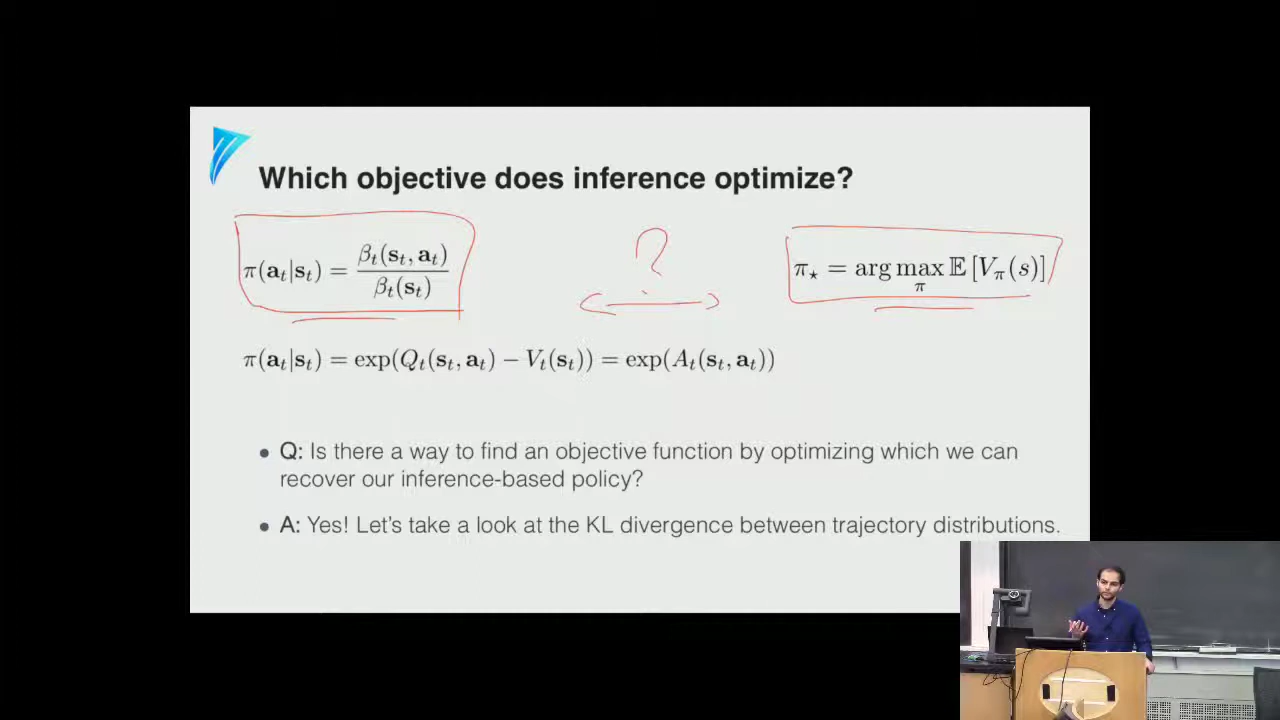 Which objective does inference optimize?
π(a_t|s_t) = β_t(s_t, a_t) / β_t(s_t)
?
π⋆ = arg max_π 𝔼 [V_π(s)]
π(a_t|s_t) = exp(Q_t(s_t, a_t) − V_t(s_t)) = exp(A_t(s_t, a_t))
• Q: Is there a way to find an objective function by optimizing which we can
recover our inference-based policy?
• A: Yes! Let's take a look at the KL divergence between trajectory distributions.